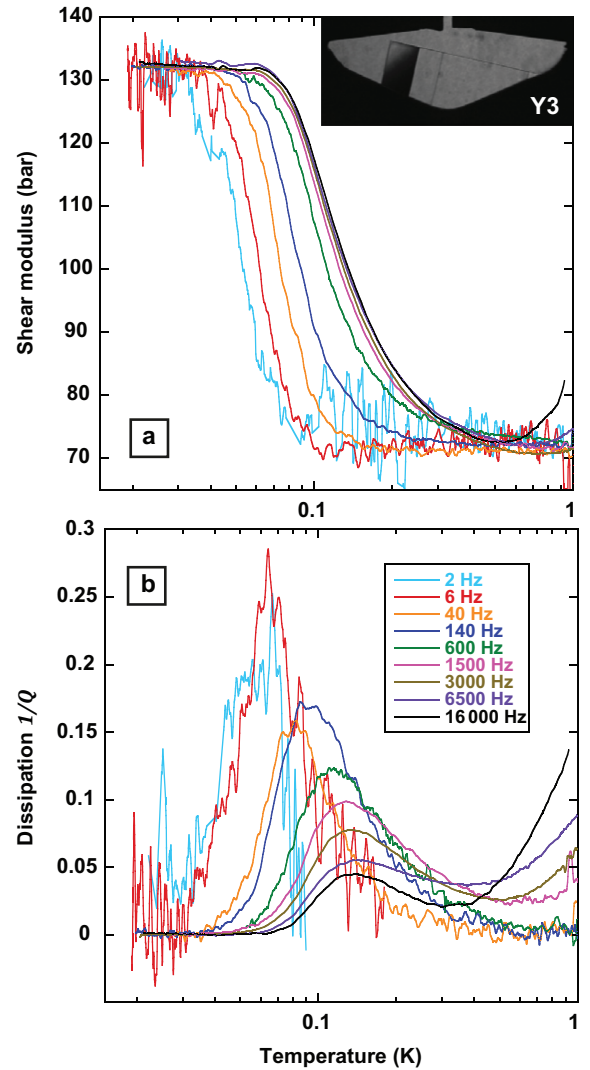 140
130
120
110
100
90
80
70
Shear modulus (bar)
Y3
a
0.1
1
0.3
0.25
0.2
0.15
0.1
0.05
0
Dissipation 1/Q
b
2 Hz
6 Hz
40 Hz
140 Hz
600 Hz
1500 Hz
3000 Hz
6500 Hz
16 000 Hz
0.1
1
Temperature (K)